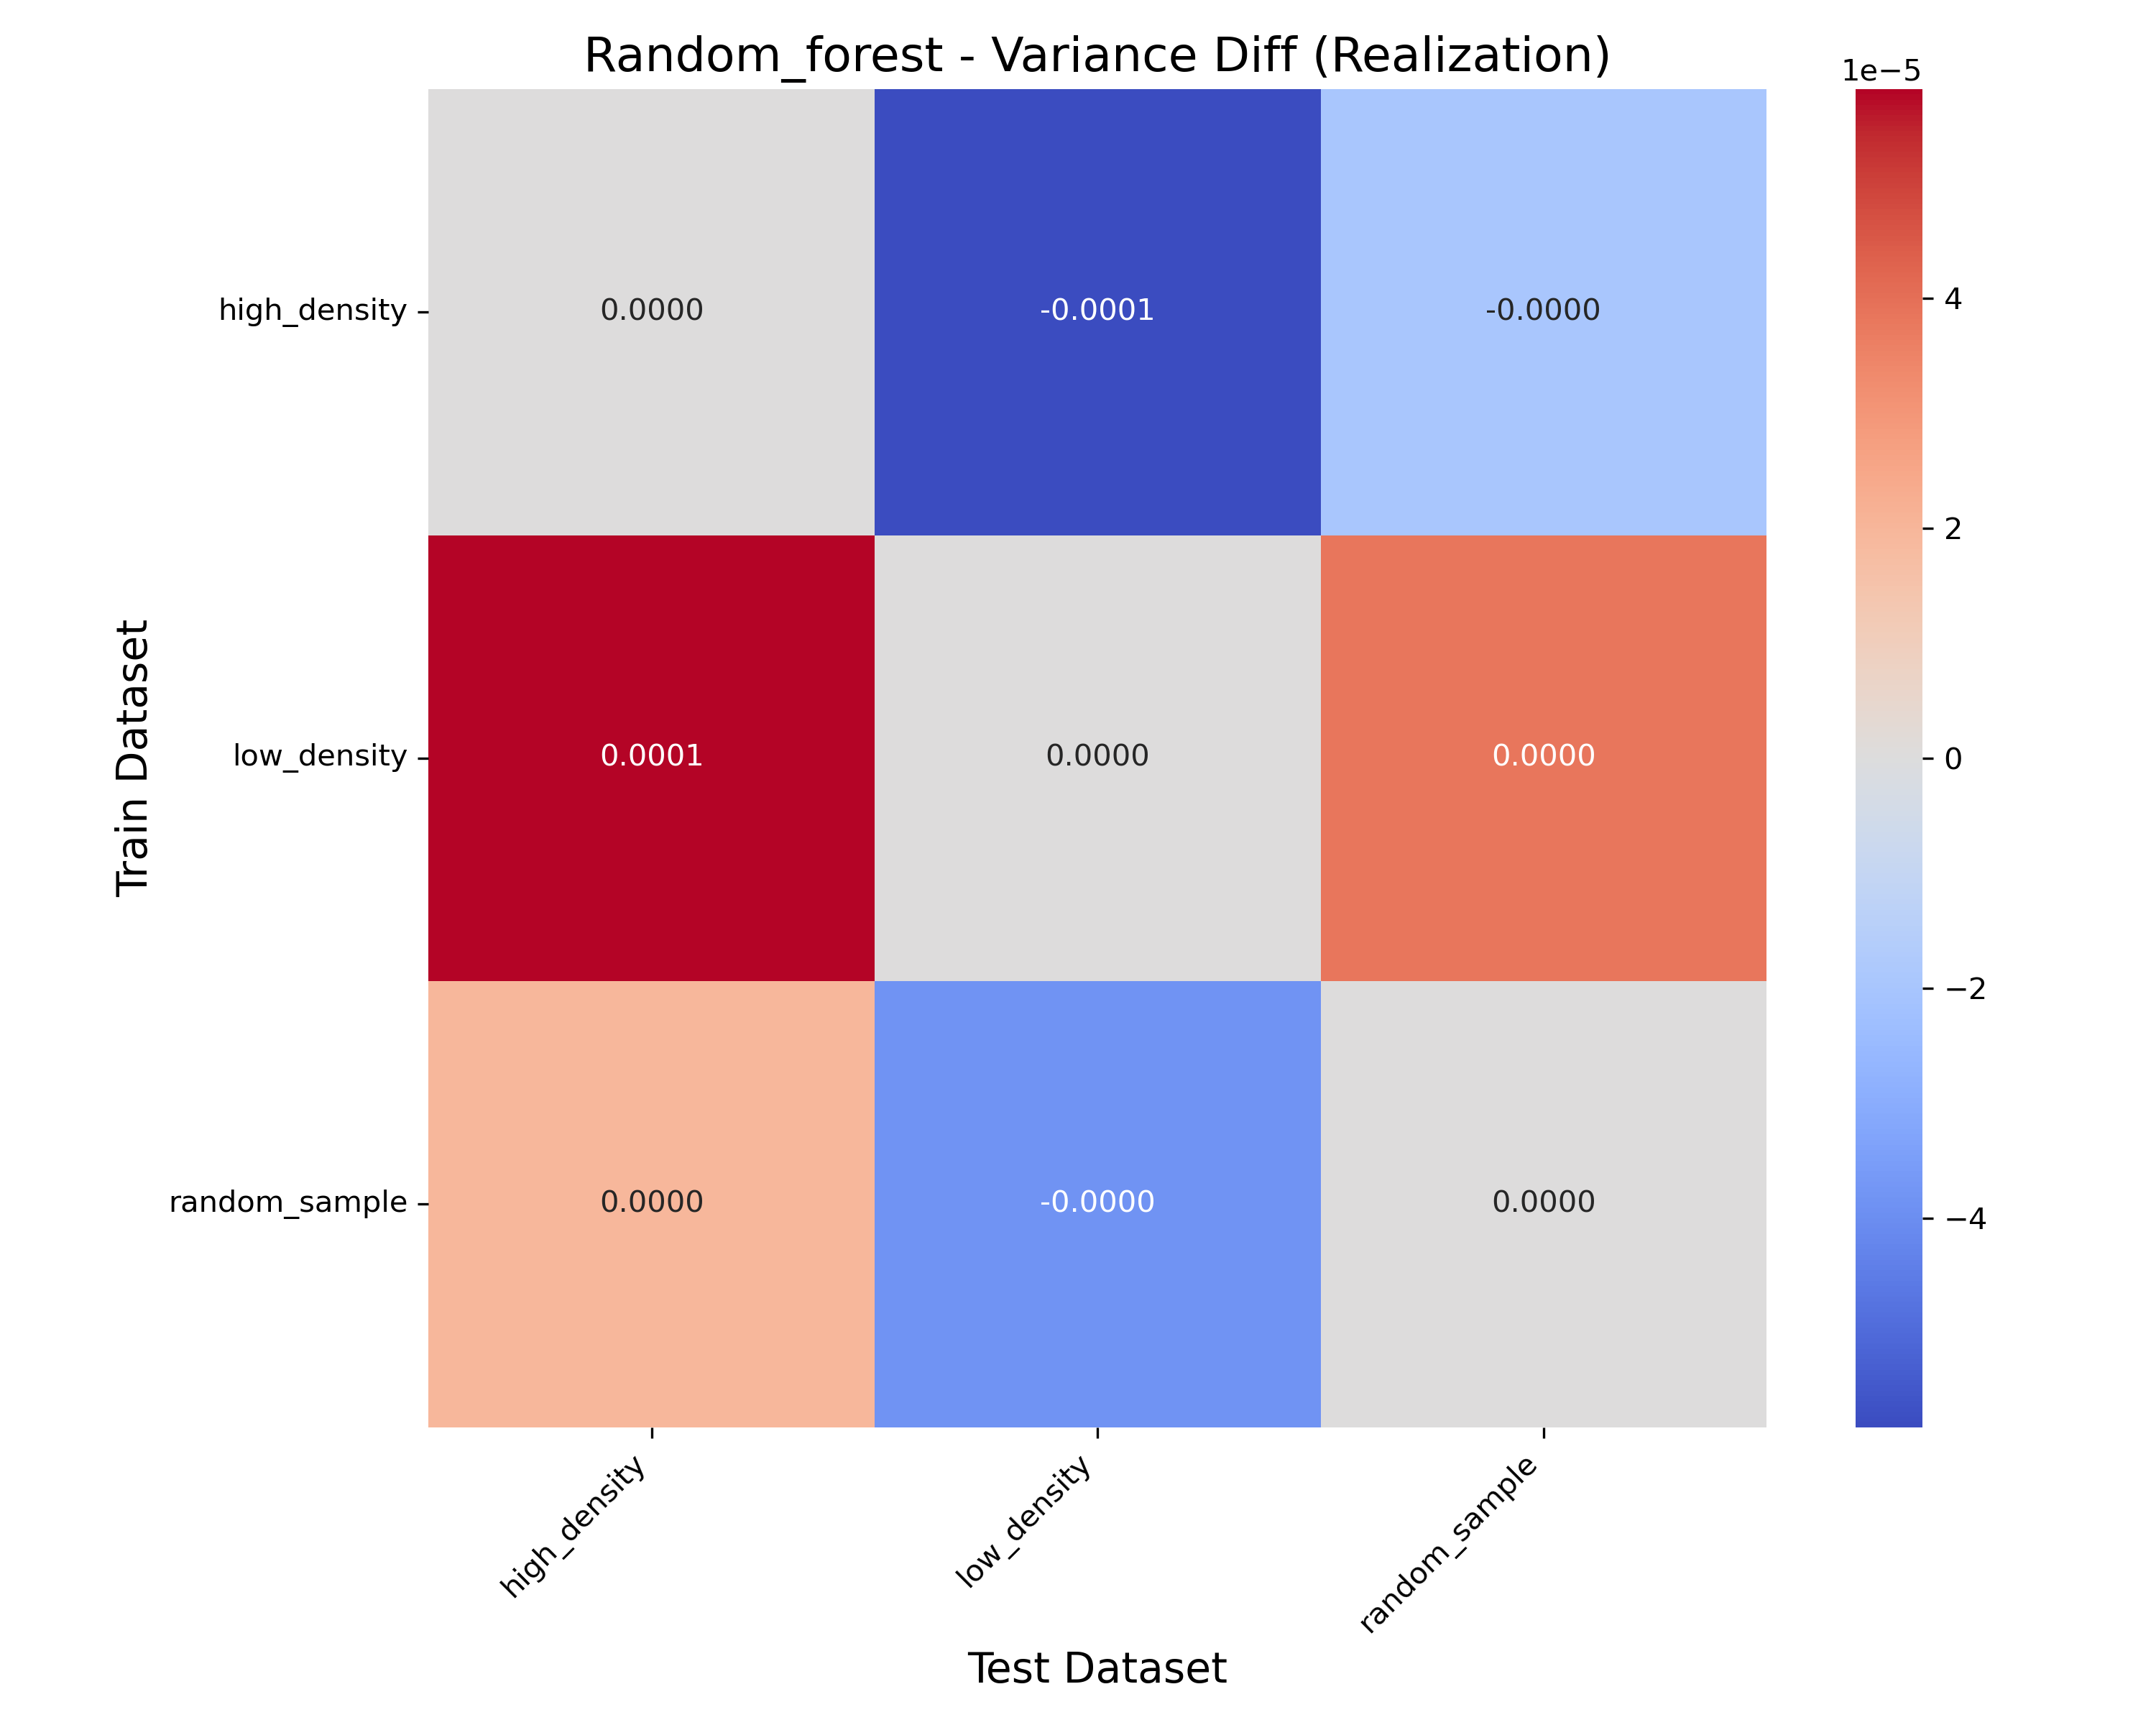 Random_forest - Variance Diff (Realization)
1e−5
high_density
0.0000
-0.0001
-0.0000
4
2
Train Dataset
low_density
0.0001
0.0000
0.0000
0
−2
random_sample
0.0000
-0.0000
0.0000
−4
high_density
low_density
random_sample
Test Dataset